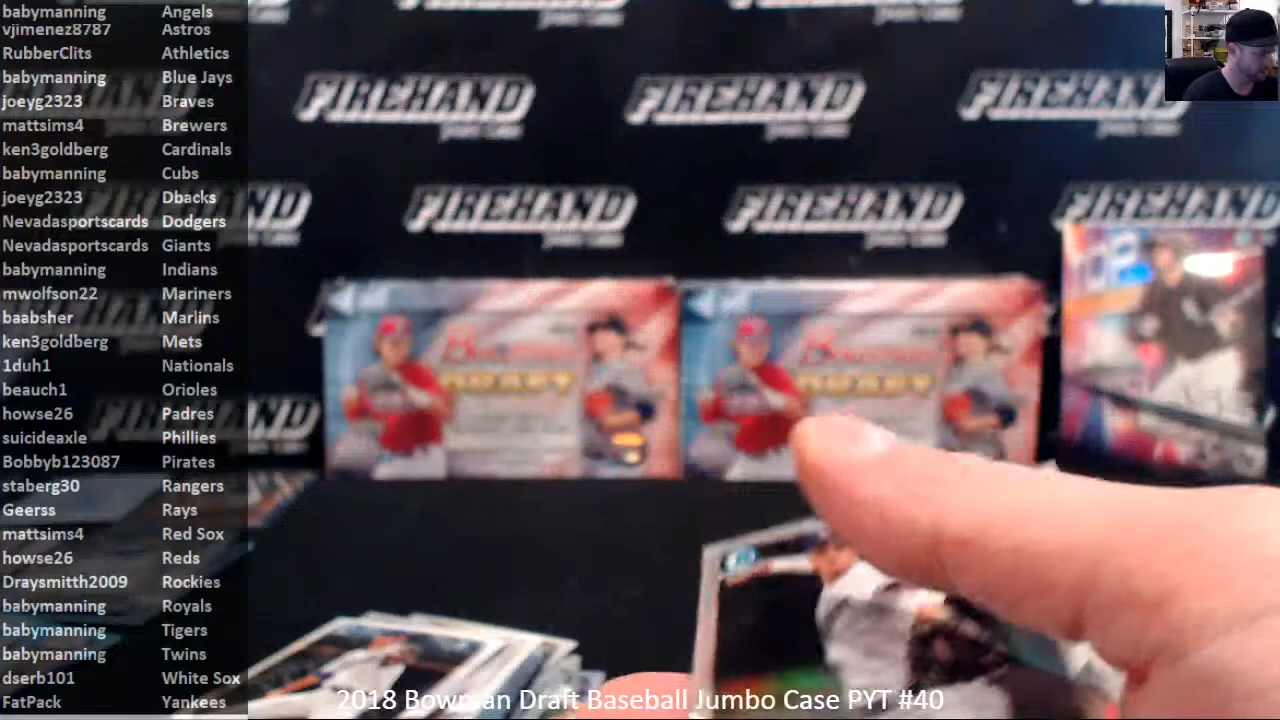 babymanning Angels
vjimenez8787 Astros
RubberClits Athletics
babymanning Blue Jays
joeyg2323 Braves
mattsims4 Brewers
ken3goldberg Cardinals
babymanning Cubs
joeyg2323 Dbacks
Nevadasportscards Dodgers
Nevadasportscards Giants
babymanning Indians
mwolfson22 Mariners
baabsher Marlins
ken3goldberg Mets
1duh1 Nationals
beauch1 Orioles
howse26 Padres
suicideaxle Phillies
Bobbyb123087 Pirates
staberg30 Rangers
Geerss Rays
mattsims4 Red Sox
howse26 Reds
Draysmitth2009 Rockies
babymanning Royals
babymanning Tigers
babymanning Twins
dserb101 White Sox
FatPack Yankees
FIREHAND FIREHAND FIREHAND
FIREHAND FIREHAND FIREHAND
BOWMAN BOWMAN
DRAFT DRAFT
2018 Bowman Draft Baseball Jumbo Case PYT #40